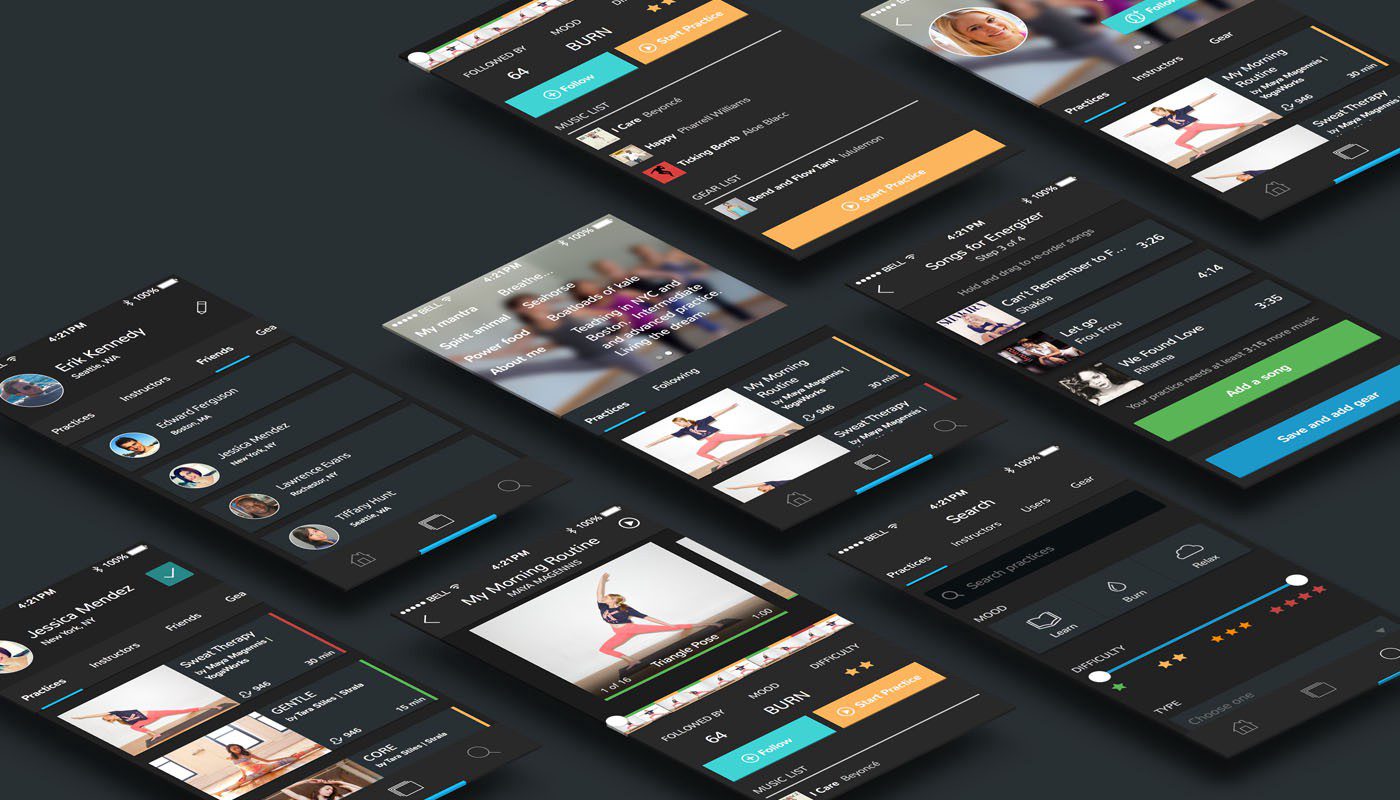 FOLLOWED BY
64
MOOD
BURN
Follow
Start Practice
MUSIC LIST
I Care Beyoncé
Happy Pharrell Williams
Ticking Bomb Aloe Blacc
GEAR LIST
Bend and Flow Tank lululemon
Start Practice
Follow
Practices
Instructors
Gear
My Morning
Routine
by Maya Magennis |
YogaWorks
946
30 min
Sweat Therapy
by Maya Magennis
4:21PM
100%
Erik Kennedy
Seattle, WA
Practices
Instructors
Friends
Gea
Edward Ferguson
Boston, MA
Jessica Mendez
New York, NY
Lawrence Evans
Rochestor, NY
Tiffany Hunt
Seattle, WA
BELL
4:21PM
100%
My mantra Breathe...
Spirit animal Seahorse
Power food Boatloads of kale
About me Teaching in NYC and
Boston. Intermediate
and advanced practice.
Living the dream.
Practices
Following
My Morning
Routine
by Maya Magennis |
YogaWorks
946
30 min
Sweat Therapy
by Maya Magennis |
BELL
4:21PM
100%
Songs for Energizer
Step 3 of 4
Hold and drag to re-order songs
Can't Remember to F... 3:26
Shakira
Let go 4:14
Frou Frou
We Found Love 3:35
Rihanna
Your practice needs at least 3:15 more music
Add a song
Save and add gear
4:21PM
100%
Jessica Mendez
New York, NY
Practices
Instructors
Friends
Gea
Sweat Therapy
by Maya Magennis |
YogaWorks
946
30 min
GENTLE
by Tara Stiles | Strala
946
15 min
CORE
by Tara Stiles | Strala
BELL
4:21PM
100%
My Morning Routine
MAYA MAGENNIS
Triangle Pose
1 of 16
1:00
FOLLOWED BY
64
MOOD
BURN
DIFFICULTY
Follow
Start Practice
MUSIC LIST
I Care Beyoncé
BELL
4:21PM
100%
Search
Practices
Instructors
Users
Gear
Search practices
MOOD
Learn
Burn
Relax
DIFFICULTY
TYPE
Choose one